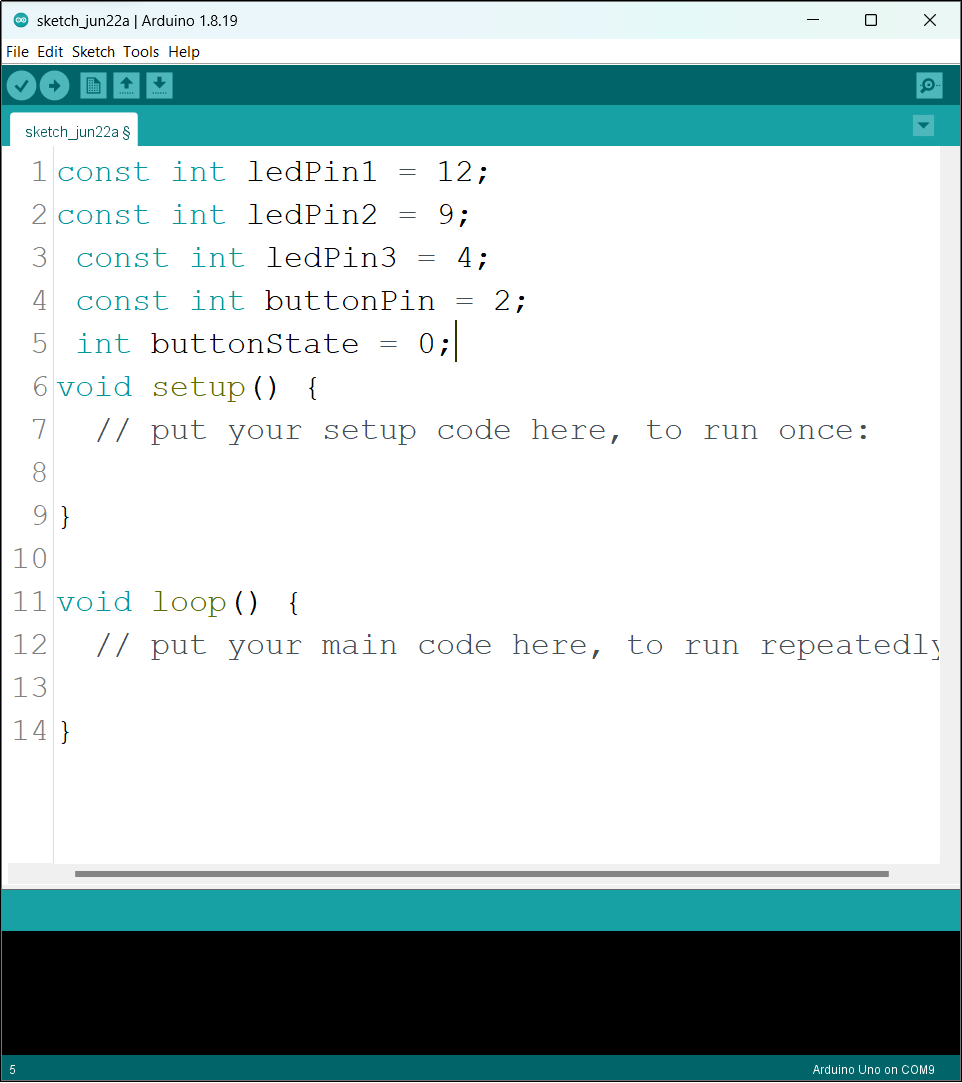 sketch_jun22a | Arduino 1.8.19
File Edit Sketch Tools Help
sketch_jun22a §
1 const int ledPin1 = 12;
2 const int ledPin2 = 9;
3  const int ledPin3 = 4;
4  const int buttonPin = 2;
5  int buttonState = 0;
6 void setup() {
7   // put your setup code here, to run once:
8
9 }
10
11 void loop() {
12   // put your main code here, to run repeatedly
13
14 }
5 Arduino Uno on COM9